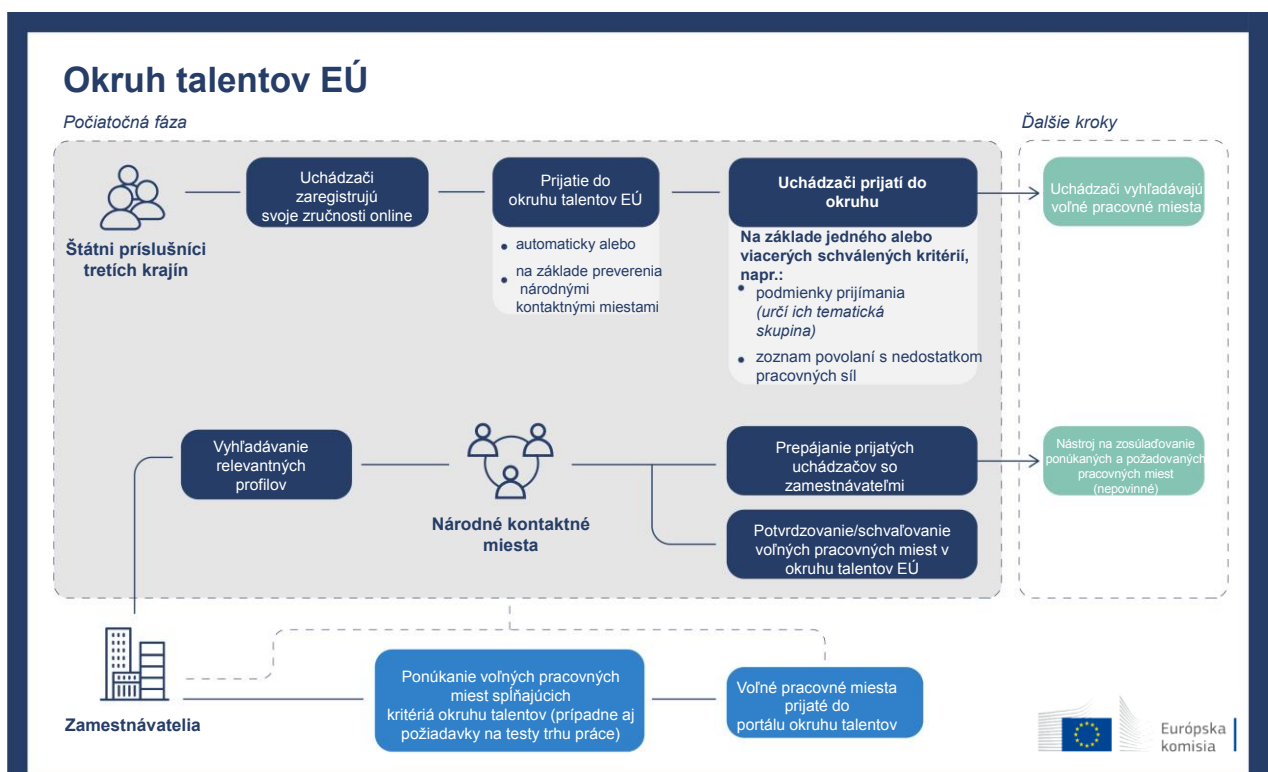 Okruh talentov EÚ
Počiatočná fáza
Ďalšie kroky
Štátni príslušníci
tretích krajín
Uchádzači
zaregistrujú
svoje zručnosti online
Prijatie do
okruhu talentov EÚ
• automaticky alebo
• na základe preverenia
národnými
kontaktnými miestami
Uchádzači prijatí do
okruhu
Na základe jedného alebo
viacerých schválených kritérií,
napr.:
• podmienky prijímania
(určí ich tematická
skupina)
• zoznam povolaní s nedostatkom
pracovných síl
Uchádzači vyhľadávajú
voľné pracovné miesta
Vyhľadávanie
relevantných
profilov
Národné kontaktné
miesta
Prepájanie prijatých
uchádzačov so
zamestnávateľmi
Potvrdzovanie/schvaľovanie
voľných pracovných miest v
okruhu talentov EÚ
Nástroj na zosúlaďovanie
ponúkaných a požadovaných
pracovných miest
(nepovinné)
Zamestnávatelia
Ponúkanie voľných pracovných
miest spĺňajúcich
kritériá okruhu talentov (prípadne aj
požiadavky na testy trhu práce)
Voľné pracovné miesta
prijaté do
portálu okruhu talentov
Európska
komisia